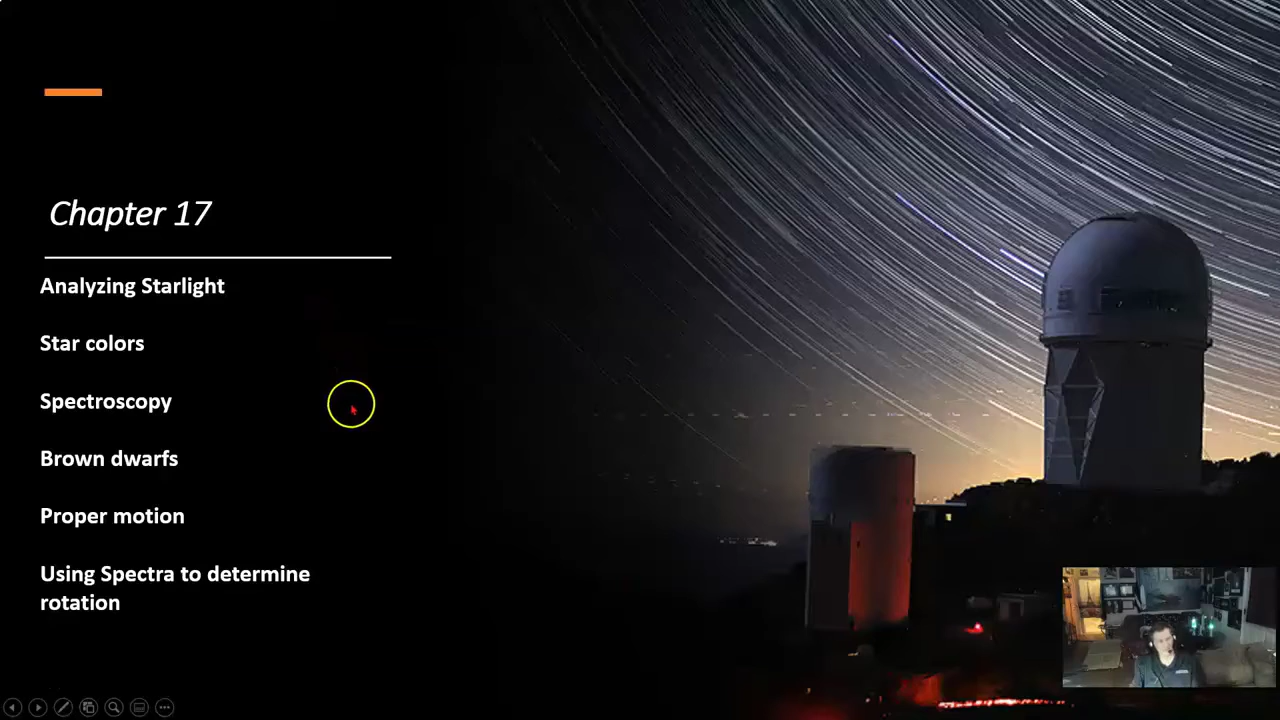 Chapter 17
Analyzing Starlight
Star colors
Spectroscopy
Brown dwarfs
Proper motion
Using Spectra to determine
rotation